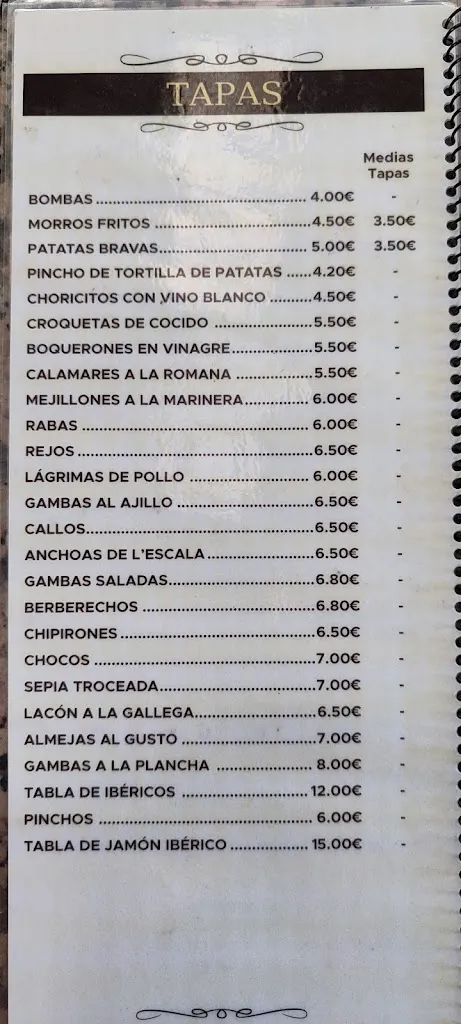 TAPAS
Medias
Tapas
BOMBAS ........ 4.00€ -
MORROS FRITOS ........ 4.50€ 3.50€
PATATAS BRAVAS ........ 5.00€ 3.50€
PINCHO DE TORTILLA DE PATATAS ...... 4.20€ -
CHORICITOS CON VINO BLANCO ........ 4.50€ -
CROQUETAS DE COCIDO ........ 5.50€ -
BOQUERONES EN VINAGRE ........ 5.50€ -
CALAMARES A LA ROMANA ........ 5.50€ -
MEJILLONES A LA MARINERA ........ 6.00€ -
RABAS ........ 6.00€ -
REJOS ........ 6.50€ -
LÁGRIMAS DE POLLO ........ 6.00€ -
GAMBAS AL AJILLO ........ 6.50€ -
CALLOS ........ 6.50€ -
ANCHOAS DE L'ESCALA ........ 6.50€ -
GAMBAS SALADAS ........ 6.80€ -
BERBERECHOS ........ 6.80€ -
CHIPIRONES ........ 6.50€ -
CHOCOS ........ 7.00€ -
SEPIA TROCEADA ........ 7.00€ -
LACÓN A LA GALLEGA ........ 6.50€ -
ALMEJAS AL GUSTO ........ 7.00€ -
GAMBAS A LA PLANCHA ........ 8.00€ -
TABLA DE IBÉRICOS ........ 12.00€ -
PINCHOS ........ 6.00€ -
TABLA DE JAMÓN IBÉRICO ........ 15.00€ -